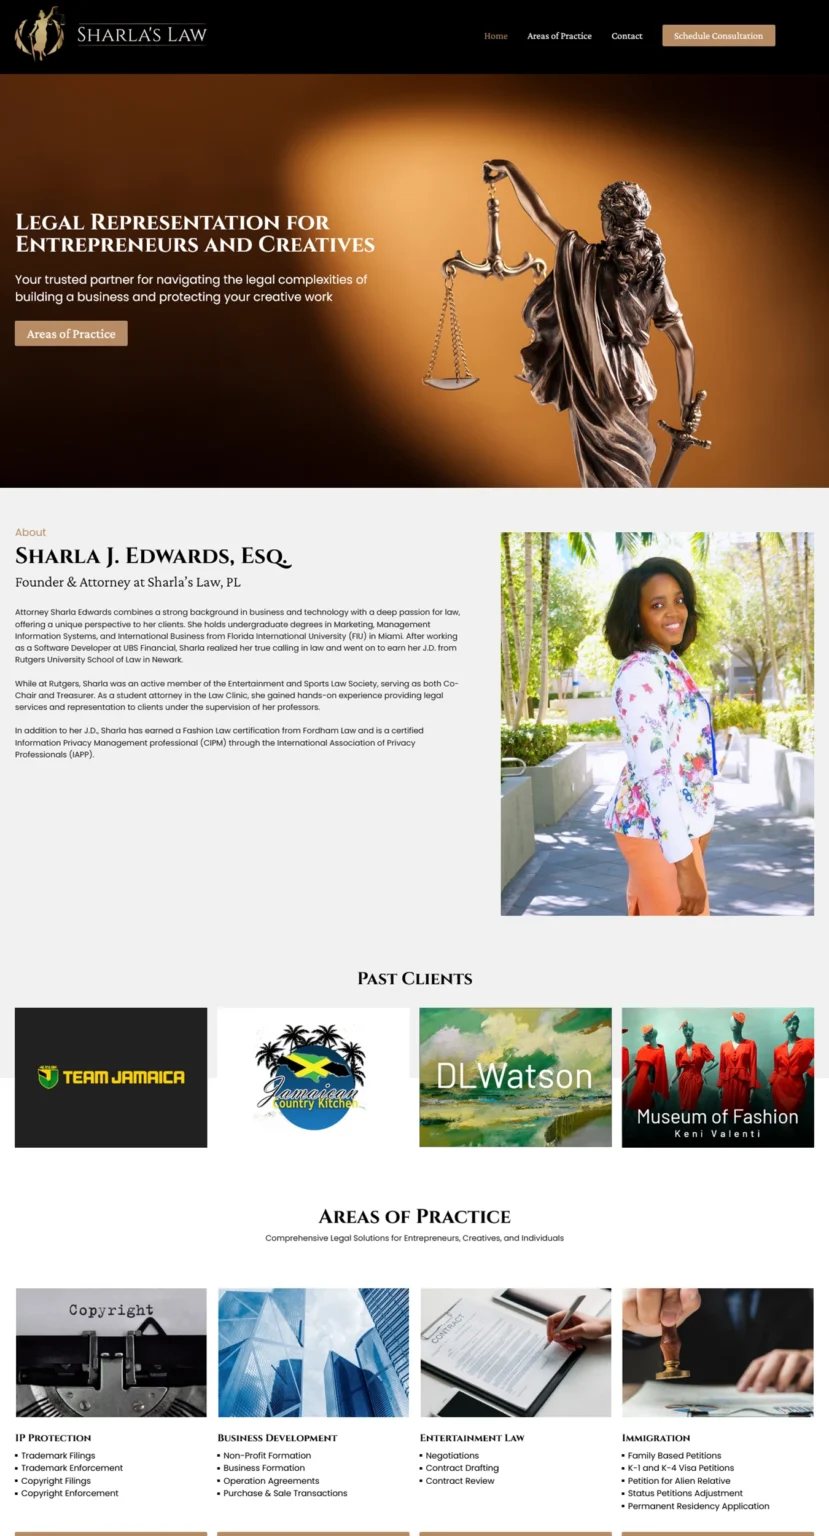 SHARLA'S LAW
Home
Areas of Practice
Contact
Schedule Consultation
LEGAL REPRESENTATION FOR
ENTREPRENEURS AND CREATIVES
Your trusted partner for navigating the legal complexities of
building a business and protecting your creative work
Areas of Practice
About
SHARLA J. EDWARDS, ESQ.
Founder & Attorney at Sharla's Law, PL
Attorney Sharla Edwards combines a strong background in business and technology with a deep passion for law,
offering a unique perspective to her clients. She holds undergraduate degrees in Marketing, Management
Information Systems, and International Business from Florida International University (FIU) in Miami. After working
as a Software Developer at UBS Financial, Sharla realized her true calling in law and went on to earn her J.D. from
Rutgers University School of Law in Newark.
While at Rutgers, Sharla was an active member of the Entertainment and Sports Law Society, serving as both Co-
Chair and Treasurer. As a student attorney in the Law Clinic, she gained hands-on experience providing legal
services and representation to clients under the supervision of her professors.
In addition to her J.D., Sharla has earned a Fashion Law certification from Fordham Law and is a certified
Information Privacy Management professional (CIPM) through the International Association of Privacy
Professionals (IAPP).
PAST CLIENTS
TEAM JAMAICA
Jamaican
Country Kitchen
DLWatson
Museum of Fashion
Keni Valenti
AREAS OF PRACTICE
Comprehensive Legal Solutions for Entrepreneurs, Creatives, and Individuals
Copyright
CONTRACT
IP PROTECTION
▪ Trademark Filings
▪ Trademark Enforcement
▪ Copyright Filings
▪ Copyright Enforcement
BUSINESS DEVELOPMENT
▪ Non-Profit Formation
▪ Business Formation
▪ Operation Agreements
▪ Purchase & Sale Transactions
ENTERTAINMENT LAW
▪ Negotiations
▪ Contract Drafting
▪ Contract Review
IMMIGRATION
▪ Family Based Petitions
▪ K-1 and K-4 Visa Petitions
▪ Petition for Alien Relative
▪ Status Petitions Adjustment
▪ Permanent Residency Application